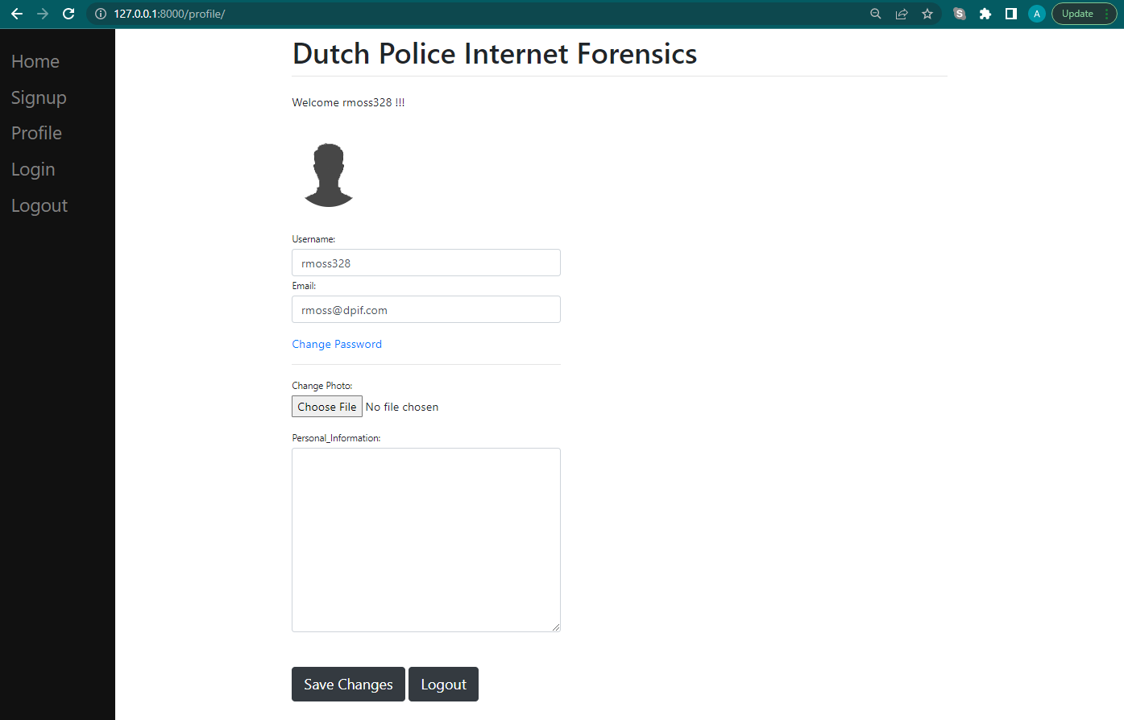 127.0.0.1:8000/profile/
S
A
Update
Home
Signup
Profile
Login
Logout
Dutch Police Internet Forensics
Welcome rmoss328 !!!
Username:
rmoss328
Email:
rmoss@dpif.com
Change Password
Change Photo:
Choose File No file chosen
Personal_Information:
Save Changes Logout